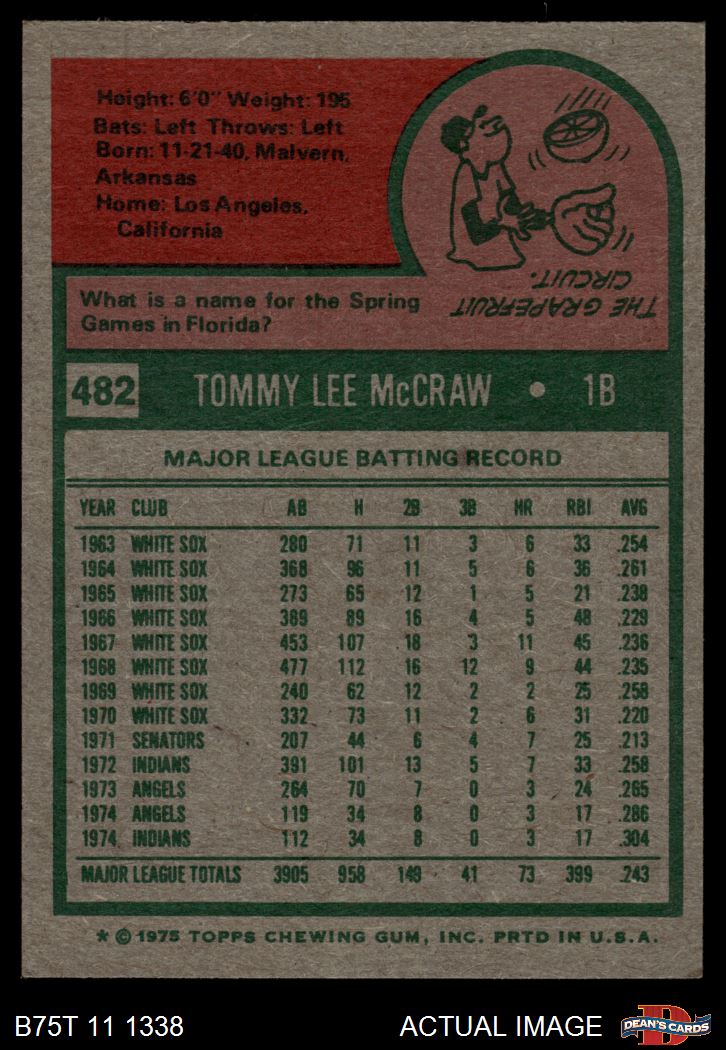 Height: 6'0" Weight: 195
Bats: Left Throws: Left
Born: 11-21-40, Malvern,
Arkansas
Home: Los Angeles,
California
THE GRAPEFRUIT
CIRCUIT.
What is a name for the Spring
Games in Florida?
482 TOMMY LEE McCRAW • 1B
MAJOR LEAGUE BATTING RECORD
YEAR CLUB AB H 2B 3B HR RBI AVG
1963 WHITE SOX 280 71 11 3 6 33 .254
1964 WHITE SOX 368 96 11 5 6 36 .261
1965 WHITE SOX 273 65 12 1 5 21 .238
1966 WHITE SOX 389 89 16 4 5 48 .229
1967 WHITE SOX 453 107 18 3 11 45 .236
1968 WHITE SOX 477 112 16 12 9 44 .235
1969 WHITE SOX 240 62 12 2 2 25 .258
1970 WHITE SOX 332 73 11 2 6 31 .220
1971 SENATORS 207 44 6 4 7 25 .213
1972 INDIANS 391 101 13 5 7 33 .258
1973 ANGELS 264 70 7 0 3 24 .265
1974 ANGELS 119 34 8 0 3 17 .286
1974 INDIANS 112 34 8 0 3 17 .304
MAJOR LEAGUE TOTALS 3905 958 149 41 73 399 .243
* © 1975 TOPPS CHEWING GUM, INC. PRTD IN U.S.A.
B75T 11 1338 ACTUAL IMAGE D DEAN'S CARDS